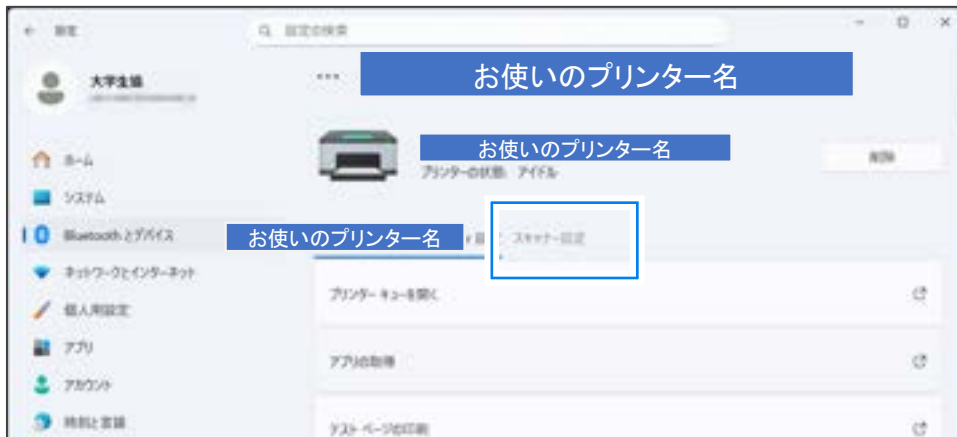 設定
設定の検索
大学生協
お使いのプリンター名
お使いのプリンター名
プリンターの状態: アイドル
削除
ホーム
システム
Bluetooth とデバイス
お使いのプリンター名
スキャナー設定
ネットワークとインターネット
プリンター キューを開く
個人用設定
アプリ
アプリの取得
アカウント
時刻と言語
テスト ページの印刷